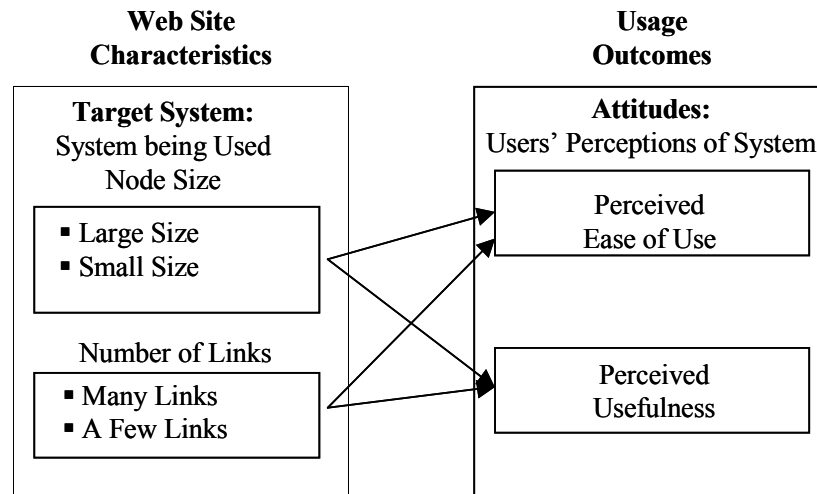 Web Site
Characteristics
Target System:
System being Used
Node Size
▪ Large Size
▪ Small Size
Number of Links
▪ Many Links
▪ A Few Links
Usage
Outcomes
Attitudes:
Users’ Perceptions of System
Perceived
Ease of Use
Perceived
Usefulness